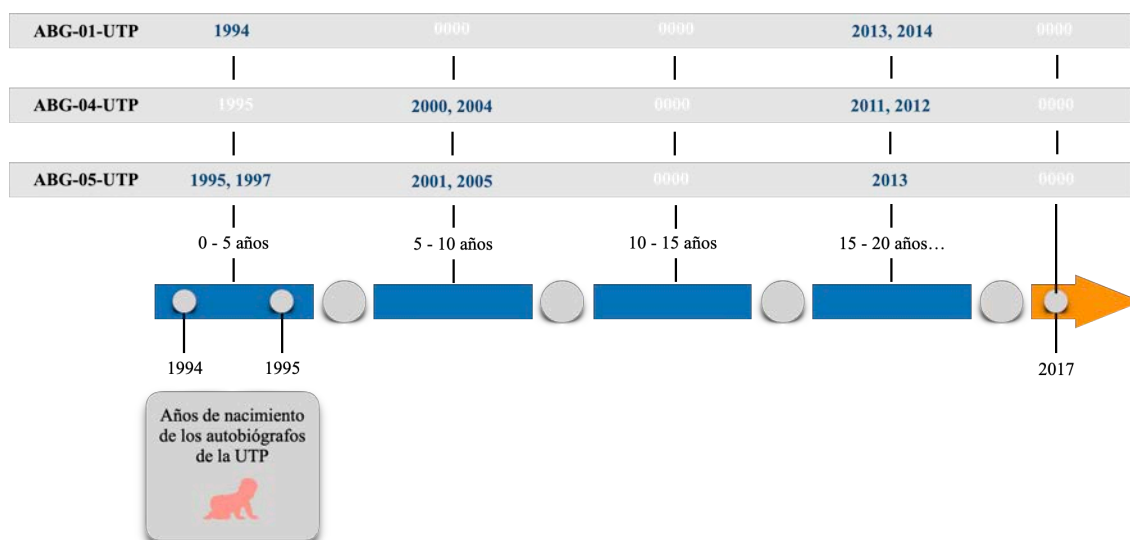 ABG-01-UTP 1994 0000 0000 2013, 2014 0000
ABG-04-UTP 1995 2000, 2004 0000 2011, 2012 0000
ABG-05-UTP 1995, 1997 2001, 2005 0000 2013 0000
0 - 5 años 5 - 10 años 10 - 15 años 15 - 20 años…
1994 1995 2017
Años de nacimiento
de los autobiógrafos
de la UTP